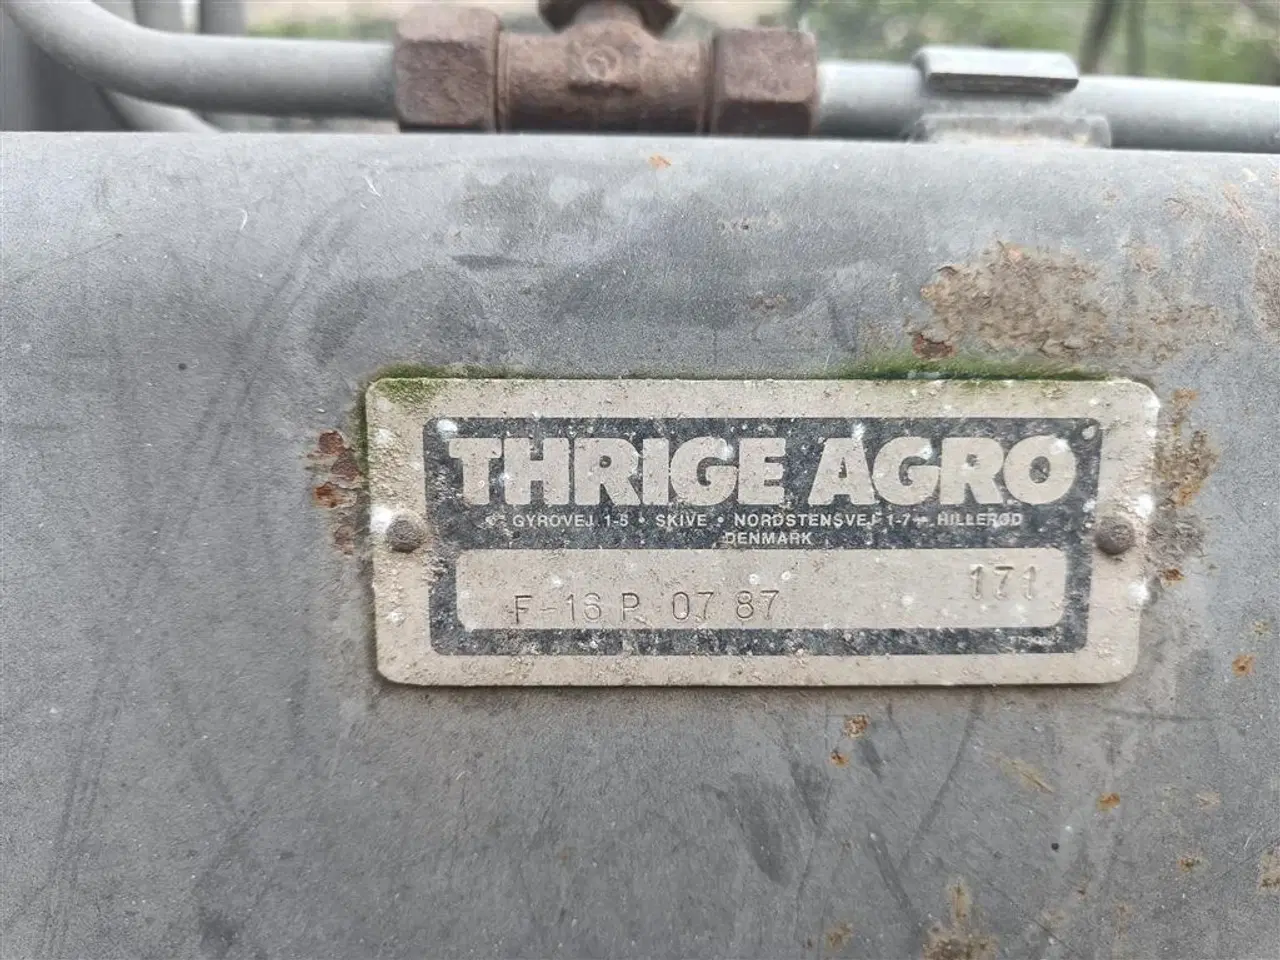 THRIGE AGRO
GYROVEJ 1-5 • SKIVE • NORDSTENSVEJ 1-7 • HILLERØD
DENMARK
171
F-16 P 07 87